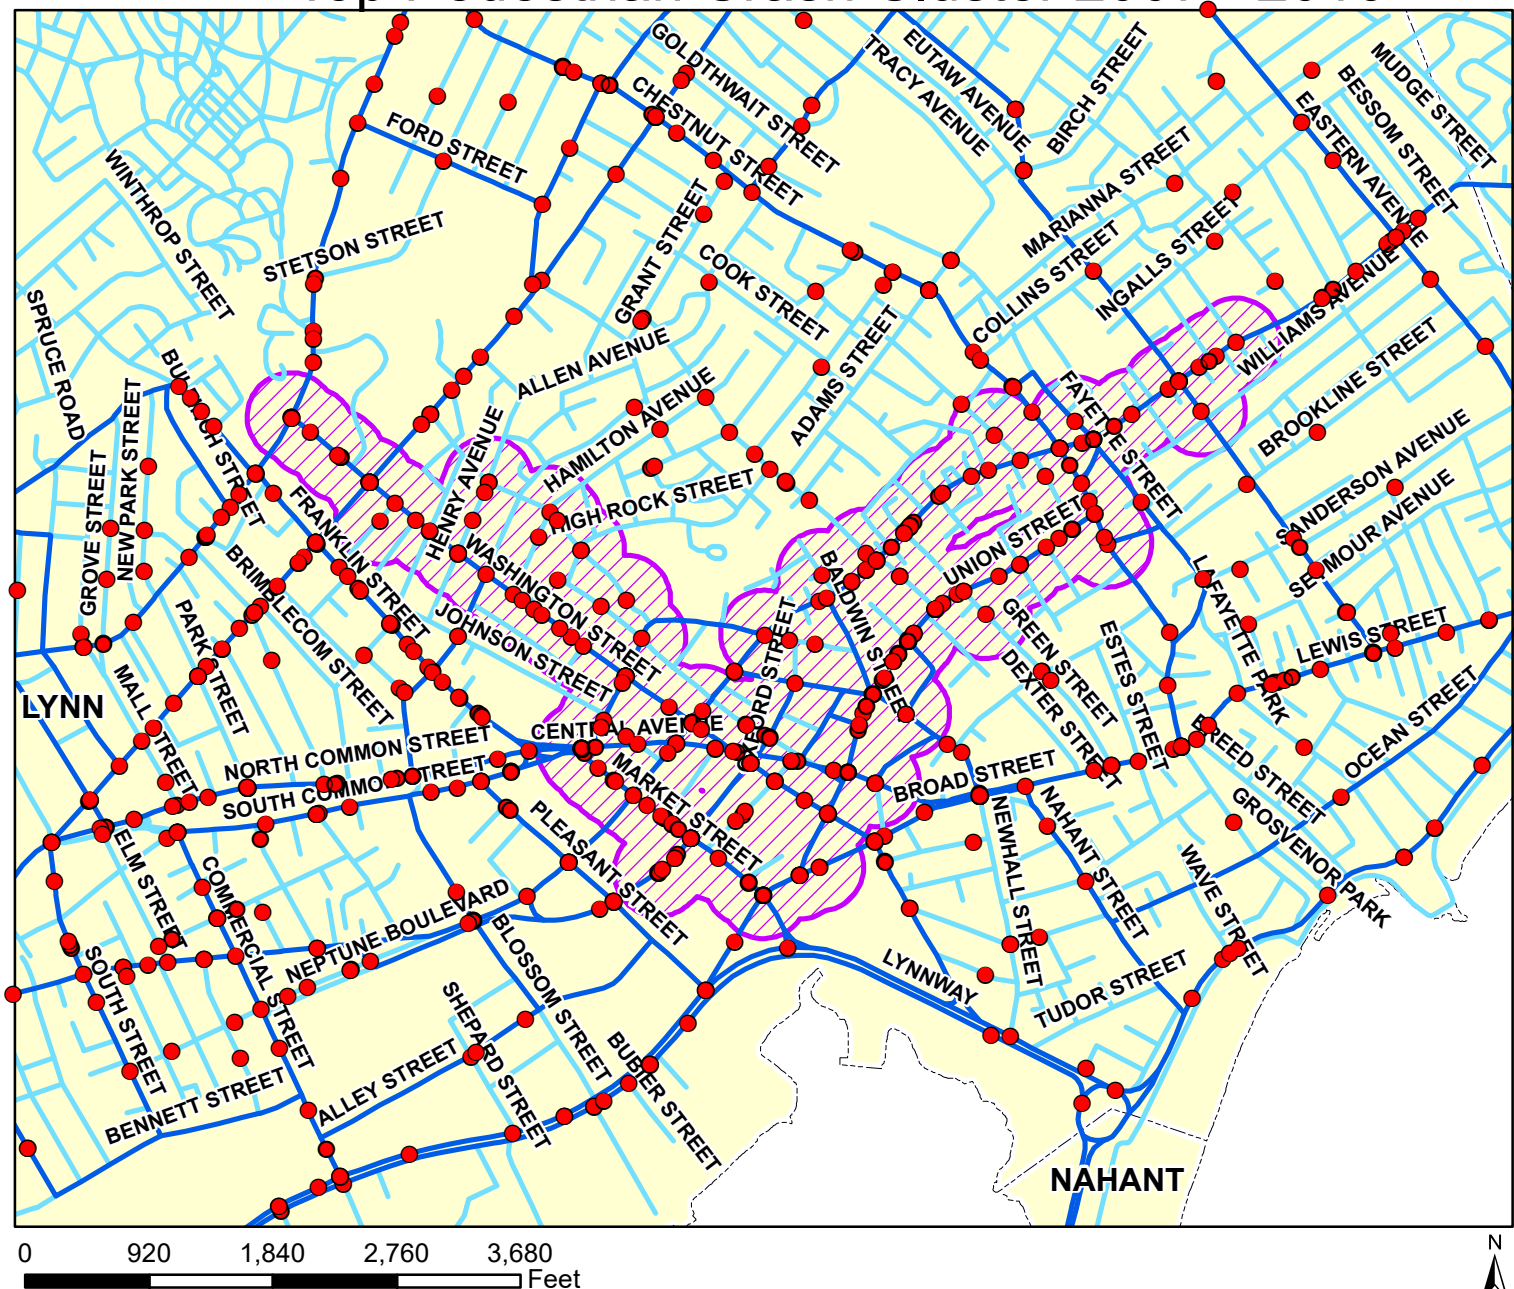 GOLDTHWAIT STREET
TRACY AVENUE
EUTAW AVENUE
BIRCH STREET
MUDGE STREET
BESSOM STREET
EASTERN AVENUE
CHESTNUT STREET
FORD STREET
WINTHROP STREET
STETSON STREET
GRANT STREET
COOK STREET
MARIANNA STREET
COLLINS STREET
INGALLS STREET
WILLIAMS AVENUE
SPRUCE ROAD
ALLEN AVENUE
ADAMS STREET
BROOKLINE STREET
HAMILTON AVENUE
HENRY AVENUE
NEW PARK STREET
GROVE STREET
FRANKLIN STREET
HIGH ROCK STREET
FAYETTE STREET
SANDERSON AVENUE
SEYMOUR AVENUE
UNION STREET
WASHINGTON STREET
BALDWIN STREET
BRIMBLECOM STREET
JOHNSON STREET
PARK STREET
GREEN STREET
DEXTER STREET
ESTES STREET
LAFAYETTE PARK
LEWIS STREET
LYNN
MALL STREET
CENTRAL AVENUE
NORTH COMMON STREET
SOUTH COMMON STREET
MARKET STREET
BROAD STREET
REED STREET
OCEAN STREET
GROSVENOR PARK
ELM STREET
COMMERCIAL STREET
PLEASANT STREET
NEWHALL STREET
NAHANT STREET
WAVE STREET
NEPTUNE BOULEVARD
SOUTH STREET
BLOSSOM STREET
SHEPARD STREET
LYNNWAY
TUDOR STREET
ALLEY STREET
BUBIER STREET
BENNETT STREET
NAHANT
0 920 1,840 2,760 3,680
Feet
N